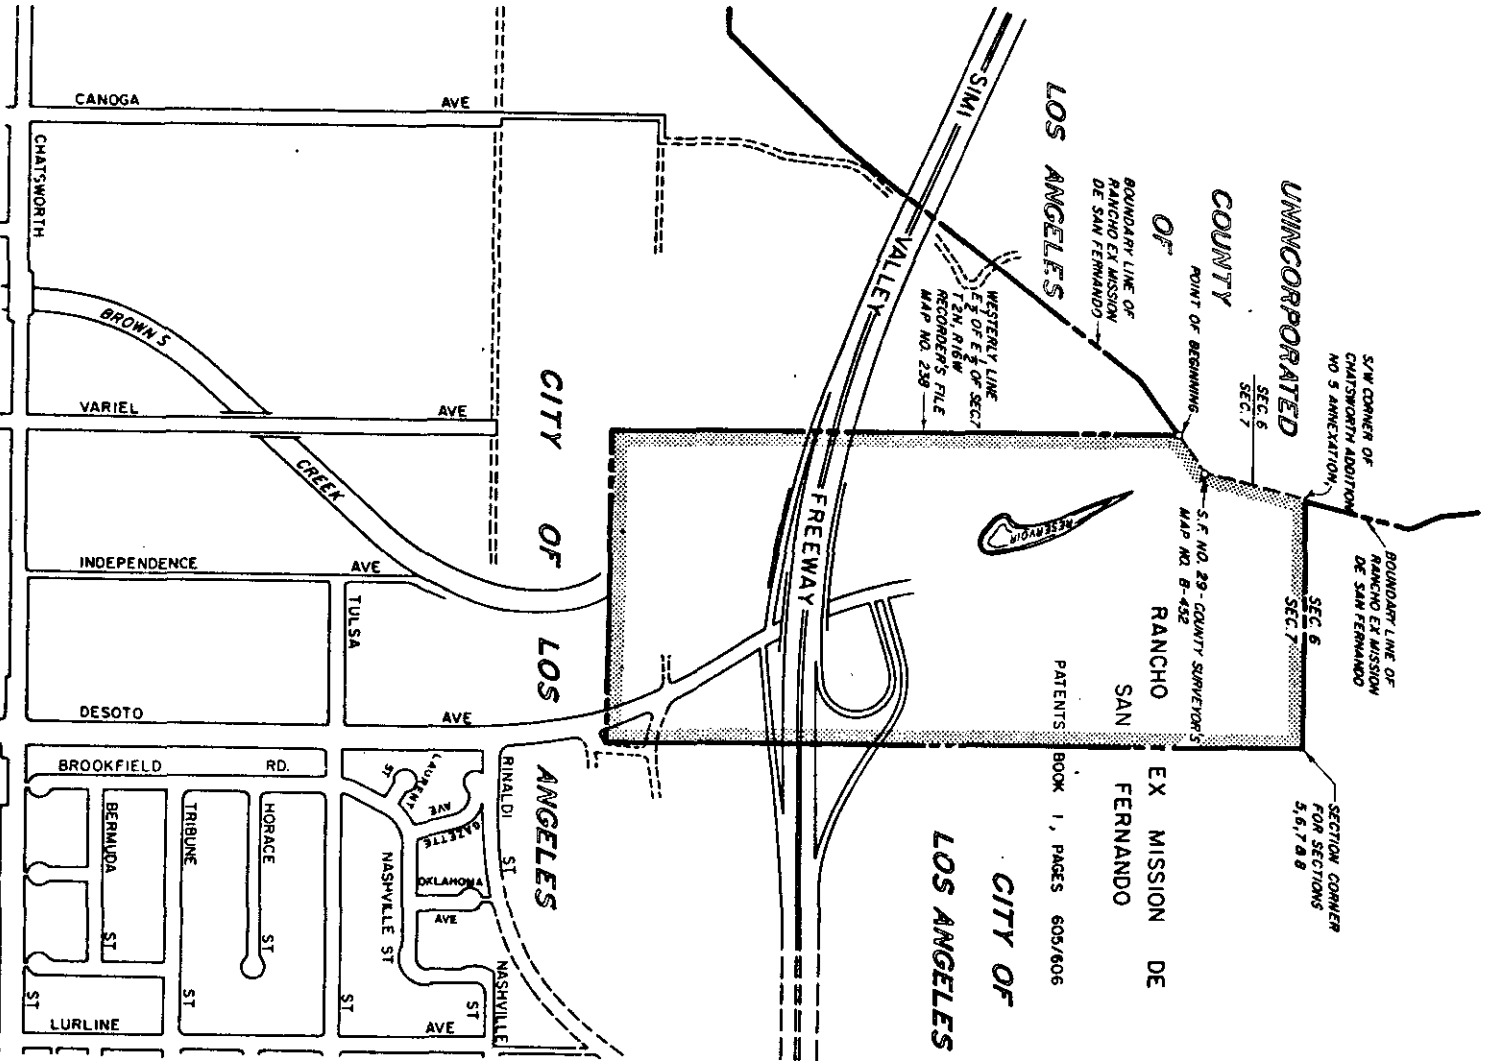 UNINCORPORATED
COUNTY
OF
LOS ANGELES
CITY OF LOS ANGELES
CITY OF
LOS ANGELES
SIMI VALLEY FREEWAY
S/W CORNER OF
CHATSWORTH ADDITION
NO 5 ANNEXATION
BOUNDARY LINE OF
RANCHO EX MISSION
DE SAN FERNANDO
SEC. 6
SEC. 7
POINT OF BEGINNING
BOUNDARY LINE OF
RANCHO EX MISSION
DE SAN FERNANDO
SEC. 6
SEC. 7
S.F. NO. 29 - COUNTY SURVEYOR'S
MAP NO. B-452
WESTERLY LINE
E 1/2 OF E 1/2 OF SEC.7
T2N, R16W
RECORDER'S FILE
MAP NO. 238
SECTION CORNER
FOR SECTIONS
5,6,7 & 8
RANCHO EX MISSION DE
SAN FERNANDO
PATENTS BOOK 1, PAGES 605/606
RESERVOIR
CANOGA AVE
CHATSWORTH
BROWNS CREEK
VARIEL AVE
INDEPENDENCE AVE
TULSA
DESOTO AVE
BROOKFIELD RD.
RINALDI ST
LAURENT ST
GAZETTE AVE
OKLAHOMA AVE
NASHVILLE ST
NASHVILLE ST
HORACE ST
TRIBUNE ST
BERMUDA ST
ST
ST
LURLINE AVE